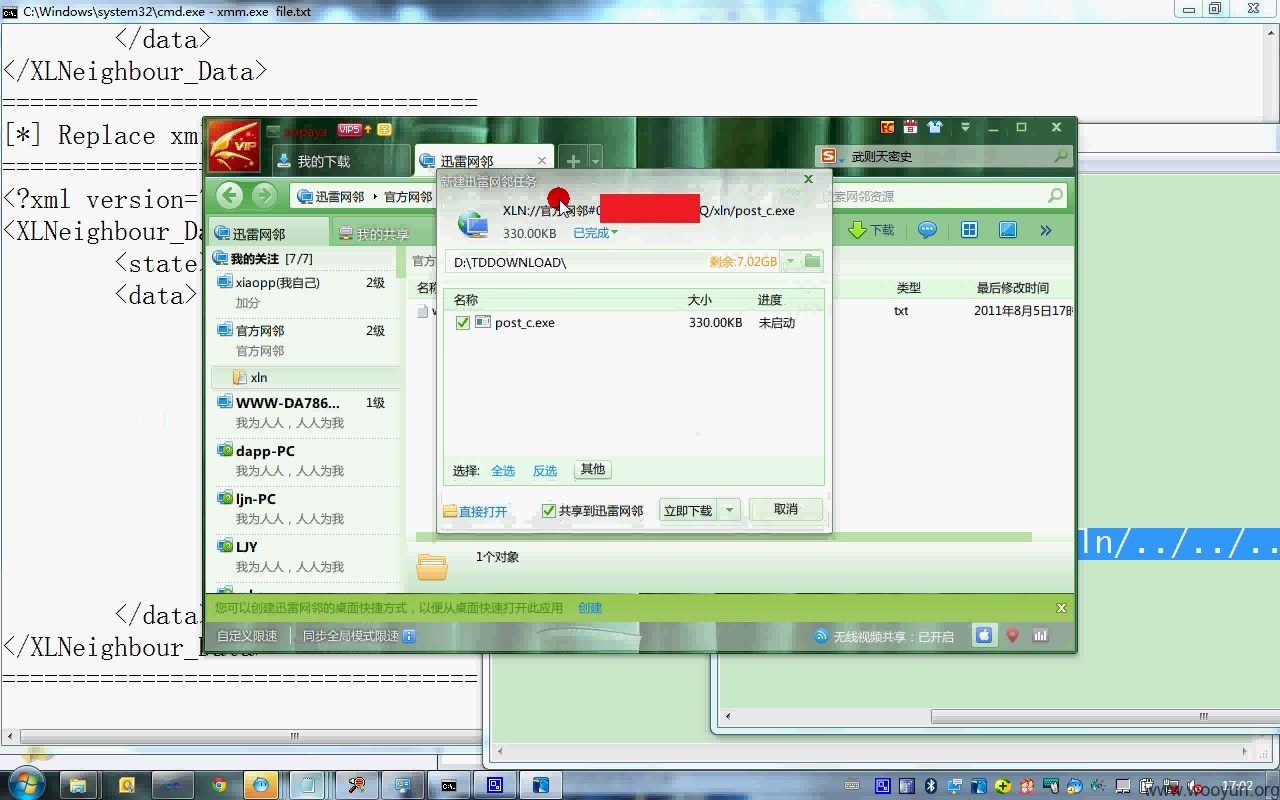 C:\Windows\system32\cmd.exe - xmm.exe file.txt
</data>
</XLNeighbour_Data>
==================================
[*] Replace xml
==================================
<?xml version=
<XLNeighbour_Da
<state>
<data>
</data>
</XLNeighbour_Data>
==================================
papaya VIP5
VIP
我的下载
迅雷网邻
武则天密史
迅雷网邻 官方网邻
搜索网邻资源
迅雷网邻
我的共享
下载
我的关注 [7/7]
xiaopp(我自己) 2级
加分
官方网邻 2级
官方网邻
xln
WWW-DA786... 1级
我为人人，人人为我
dapp-PC
我为人人，人人为我
ljn-PC
我为人人，人人为我
LJY
我为人人，人人为我
官方
名称
类型
最后修改时间
txt
2011年8月5日17时
新建迅雷网邻任务
XLN://官方网邻#0 Q/xln/post_c.exe
330.00KB 已完成
D:\TDDOWNLOAD\
剩余:7.02GB
名称 大小 进度
post_c.exe 330.00KB 未启动
选择: 全选 反选 其他
直接打开 共享到迅雷网邻 立即下载 取消
1个对象
您可以创建迅雷网邻的桌面快捷方式，以便从桌面快速打开此应用 创建
自定义限速 同步全局模式限速
无线视频共享：已开启
ln/../../..
17:02
www.wooyun.org